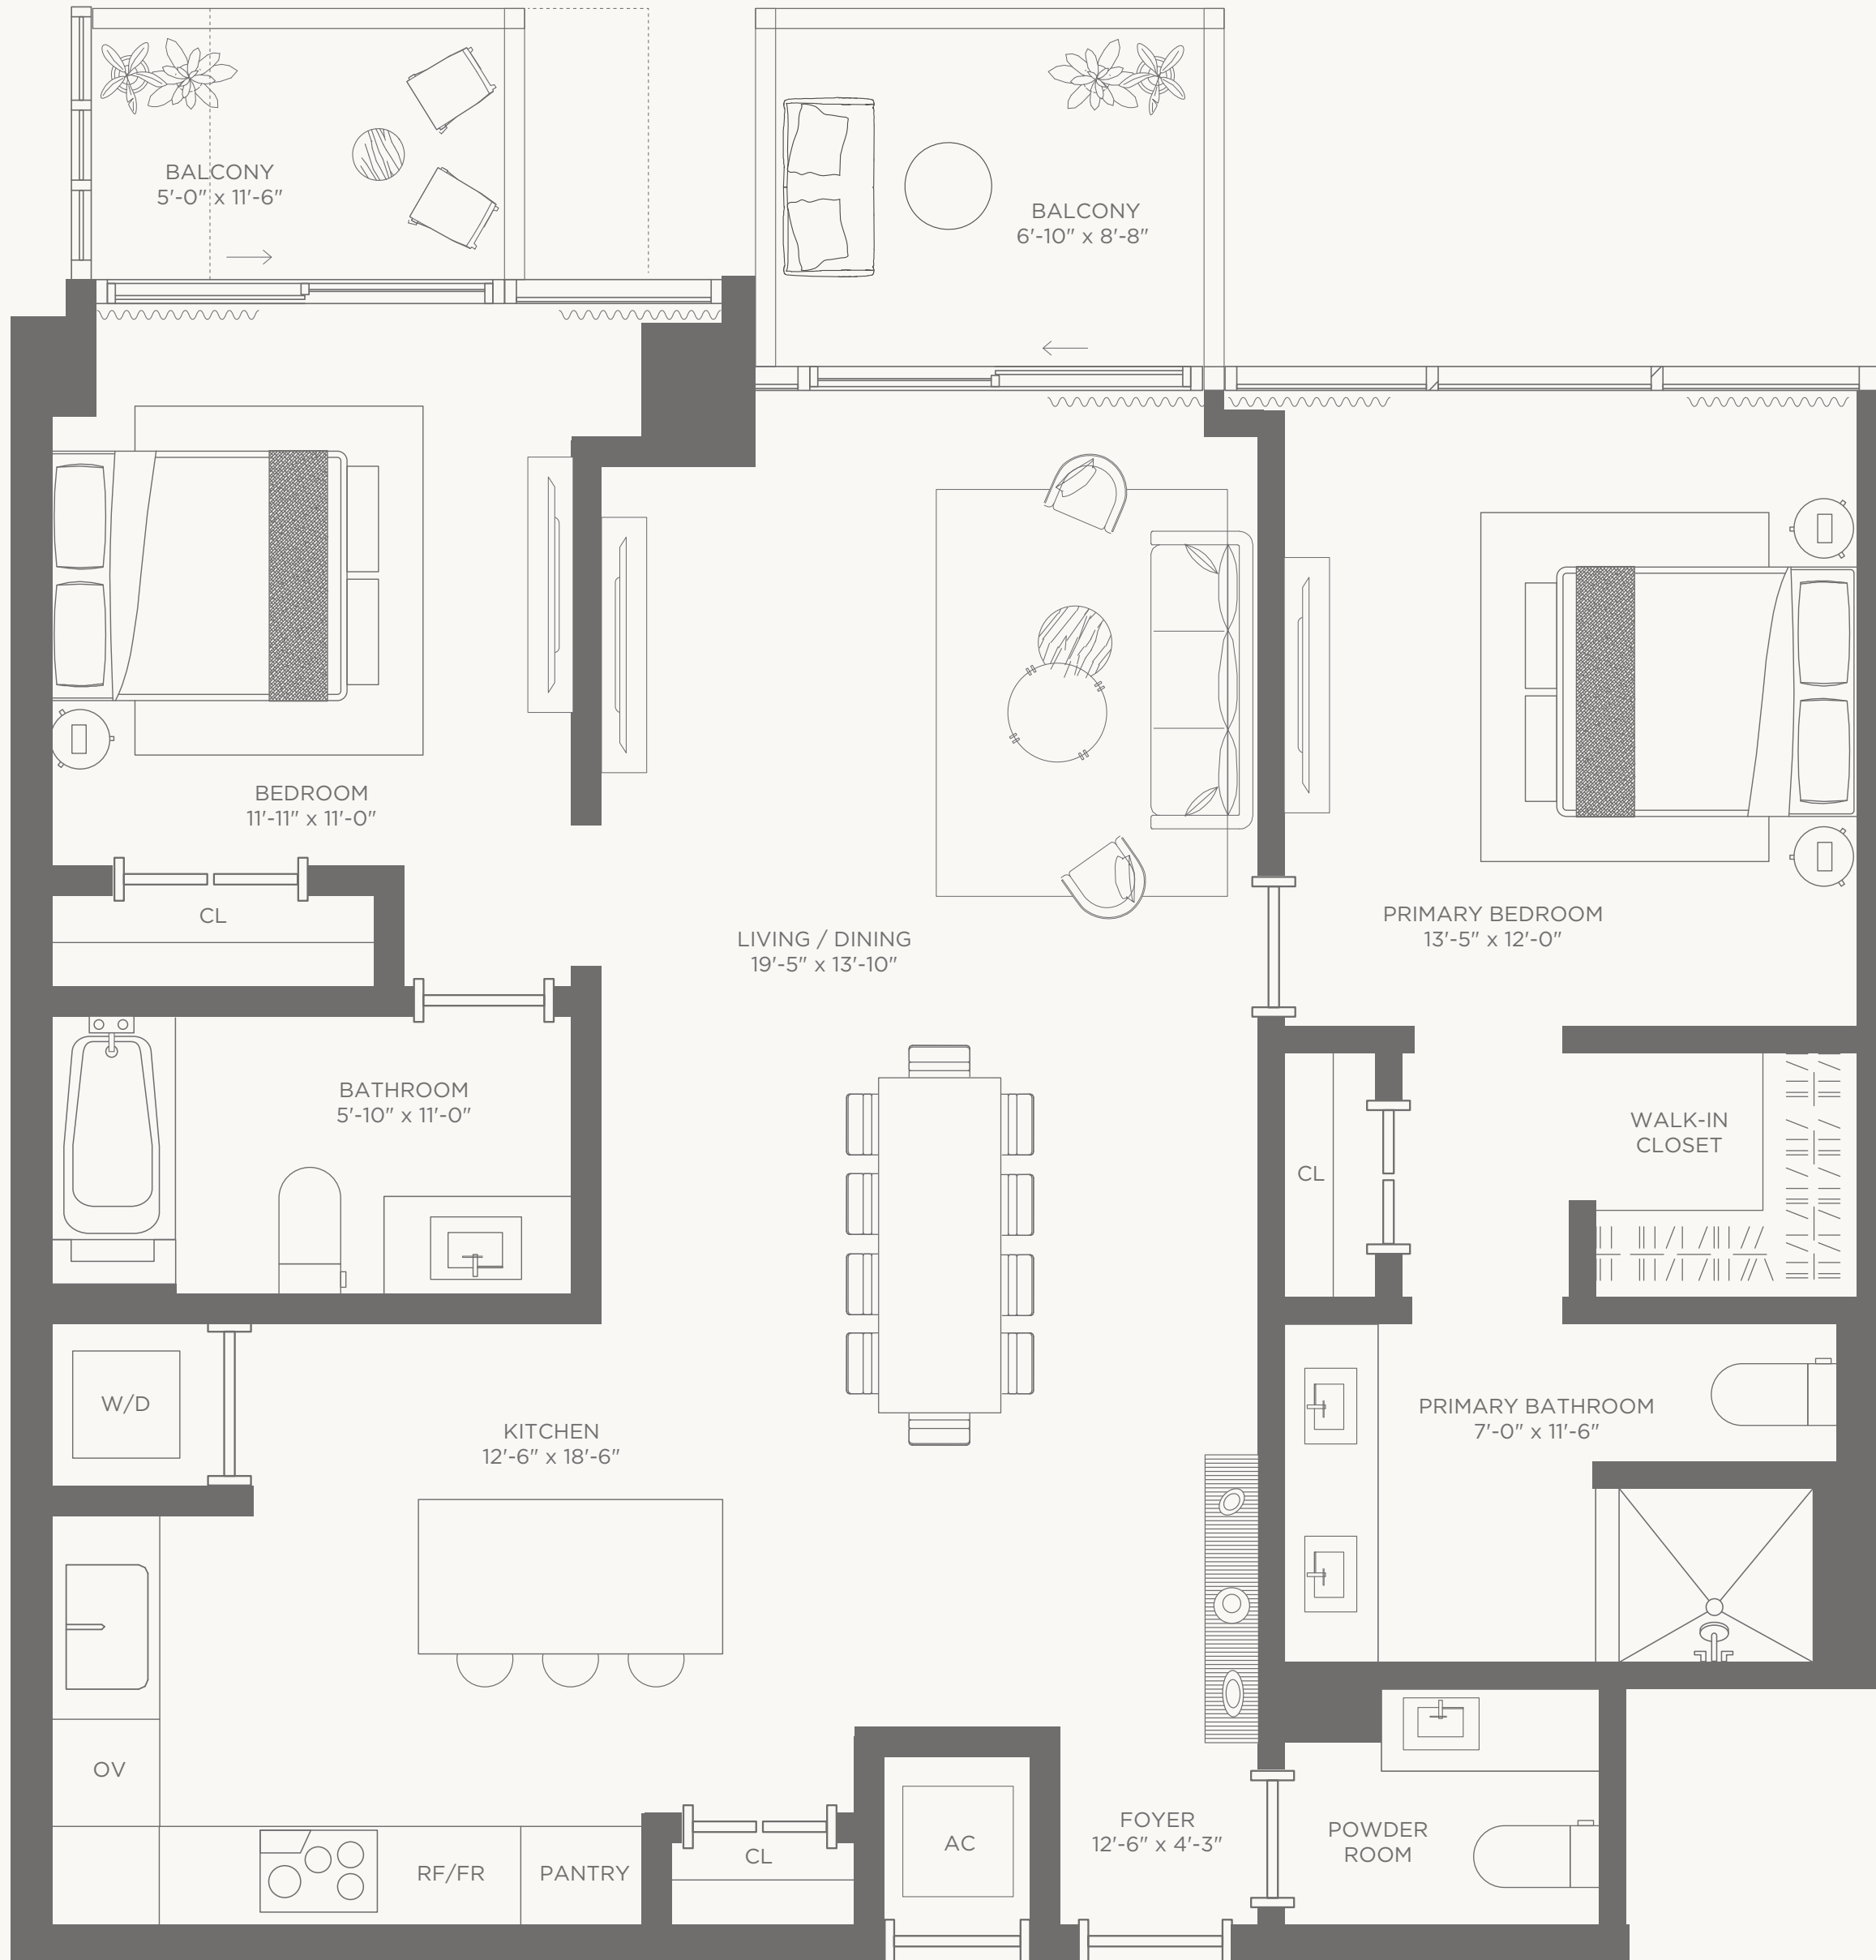 BALCONY
5'-0" x 11'-6"
BALCONY
6'-10" x 8'-8"
BEDROOM
11'-11" x 11'-0"
CL
LIVING / DINING
19'-5" x 13'-10"
PRIMARY BEDROOM
13'-5" x 12'-0"
BATHROOM
5'-10" x 11'-0"
WALK-IN
CLOSET
CL
W/D
KITCHEN
12'-6" x 18'-6"
PRIMARY BATHROOM
7'-0" x 11'-6"
OV
RF/FR
PANTRY
CL
AC
FOYER
12'-6" x 4'-3"
POWDER
ROOM